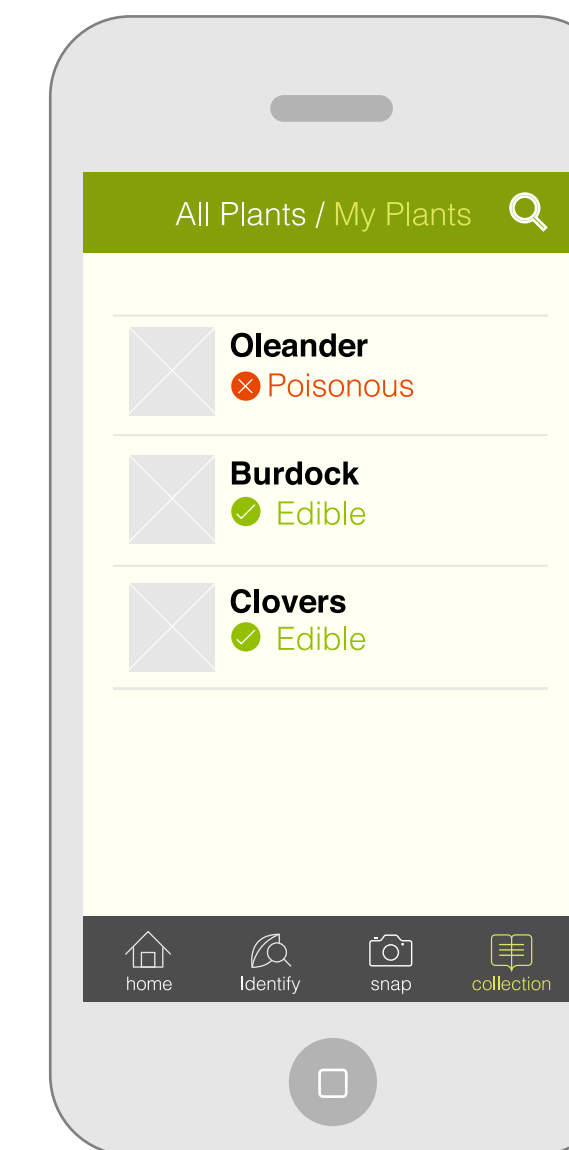 All Plants / My Plants
Oleander
Poisonous
Burdock
Edible
Clovers
Edible
home Identify snap collection